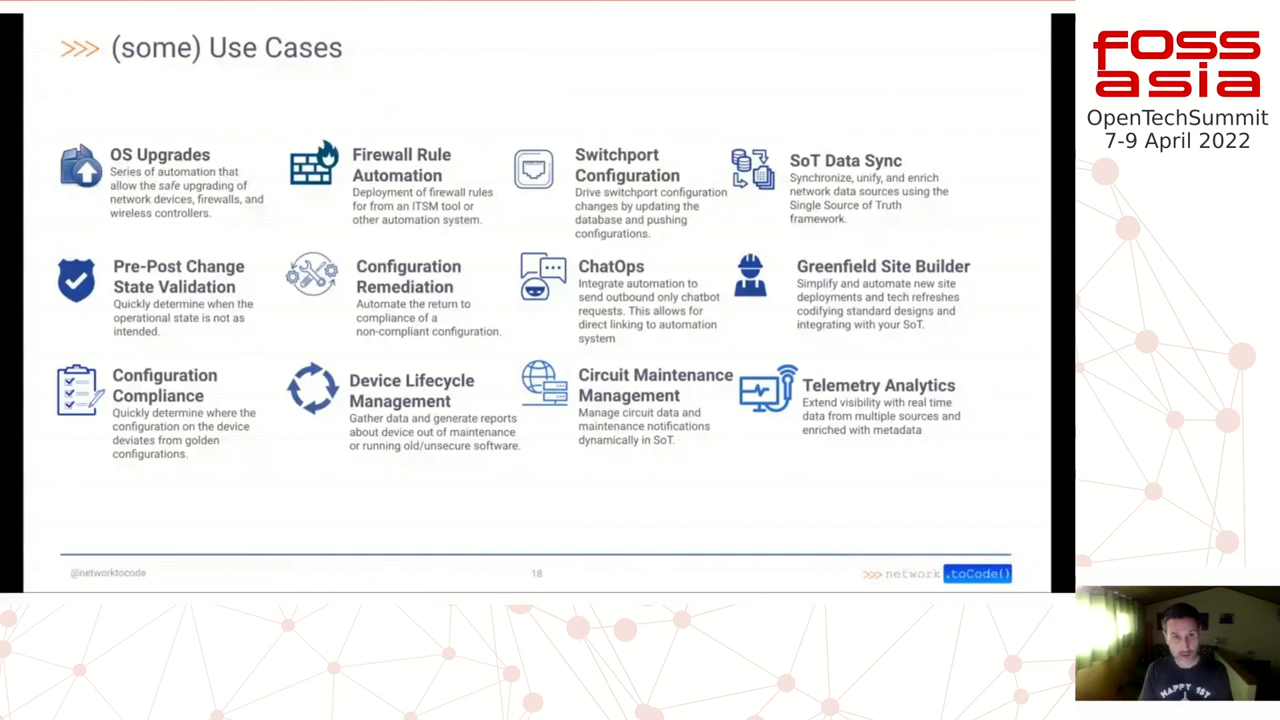 >>> (some) Use Cases
OS Upgrades
Series of automation that
allow the safe upgrading of
network devices, firewalls, and
wireless controllers.
Firewall Rule
Automation
Deployment of firewall rules
for from an ITSM tool or
other automation system.
Switchport
Configuration
Drive switchport configuration
changes by updating the
database and pushing
configurations.
SoT Data Sync
Synchronize, unify, and enrich
network data sources using the
Single Source of Truth
framework.
Pre-Post Change
State Validation
Quickly determine when the
operational state is not as
intended.
Configuration
Remediation
Automate the return to
compliance of a
non-compliant configuration.
ChatOps
Integrate automation to
send outbound only chatbot
requests. This allows for
direct linking to automation
system
Greenfield Site Builder
Simplify and automate new site
deployments and tech refreshes
codifying standard designs and
integrating with your SoT.
Configuration
Compliance
Quickly determine where the
configuration on the device
deviates from golden
configurations.
Device Lifecycle
Management
Gather data and generate reports
about device out of maintenance
or running old/unsecure software.
Circuit Maintenance
Management
Manage circuit data and
maintenance notifications
dynamically in SoT.
Telemetry Analytics
Extend visibility with real time
data from multiple sources and
enriched with metadata
@networktocode
18
>>> network .toCode()
fOSS
asia
OpenTechSummit
7-9 April 2022
HAPPY 1ST